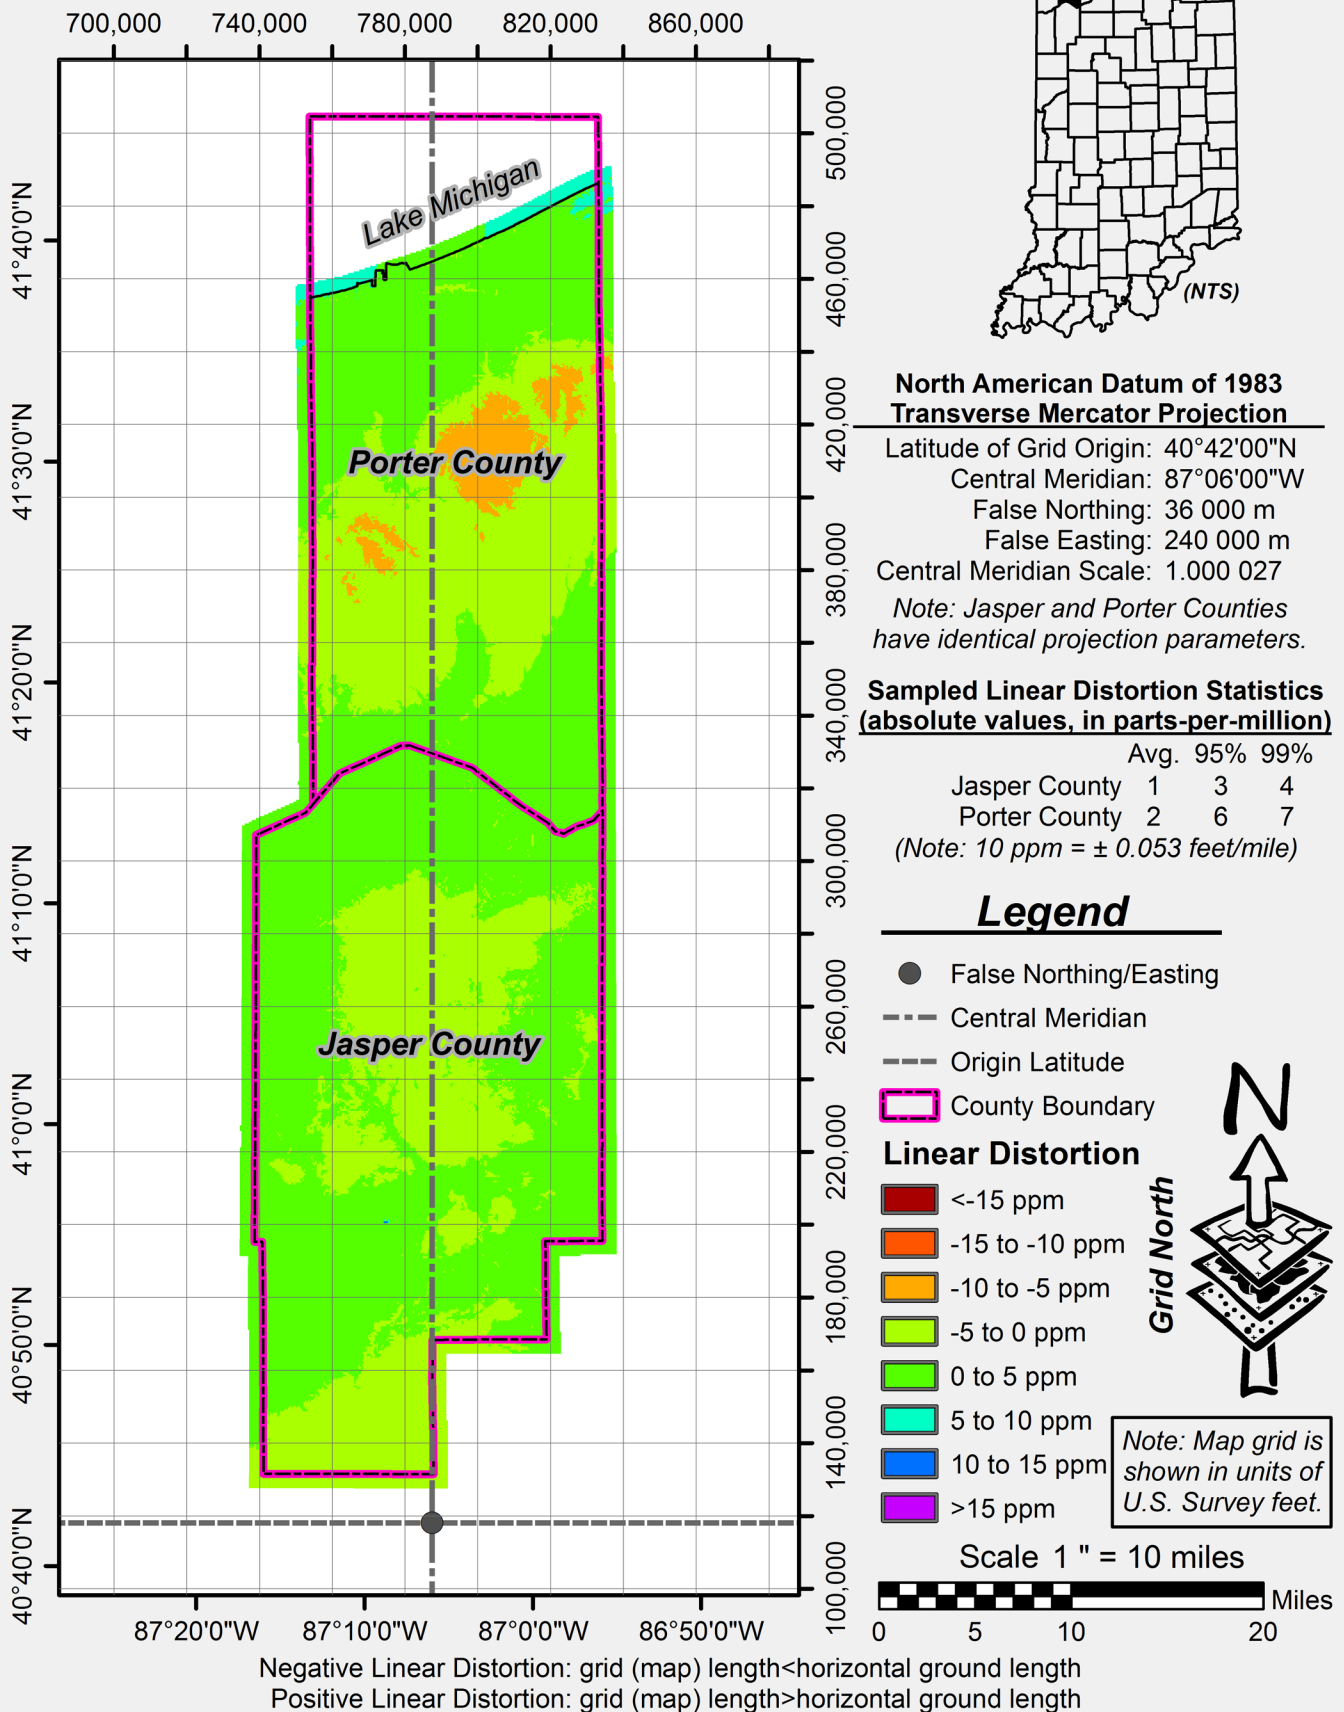 700,000 740,000 780,000 820,000 860,000
500,000
460,000
420,000
380,000
340,000
300,000
260,000
220,000
180,000
140,000
100,000
41°40'0"N
41°30'0"N
41°20'0"N
41°10'0"N
41°0'0"N
40°50'0"N
40°40'0"N
Lake Michigan
Porter County
Jasper County
87°20'0"W 87°10'0"W 87°0'0"W 86°50'0"W
Negative Linear Distortion: grid (map) length<horizontal ground length
Positive Linear Distortion: grid (map) length>horizontal ground length
(NTS)
North American Datum of 1983
Transverse Mercator Projection
Latitude of Grid Origin: 40°42'00"N
Central Meridian: 87°06'00"W
False Northing: 36 000 m
False Easting: 240 000 m
Central Meridian Scale: 1.000 027
Note: Jasper and Porter Counties
have identical projection parameters.
Sampled Linear Distortion Statistics
(absolute values, in parts-per-million)
Avg. 95% 99%
Jasper County 1 3 4
Porter County 2 6 7
(Note: 10 ppm = ± 0.053 feet/mile)
Legend
False Northing/Easting
Central Meridian
Origin Latitude
County Boundary
Linear Distortion
<-15 ppm
-15 to -10 ppm
-10 to -5 ppm
-5 to 0 ppm
0 to 5 ppm
5 to 10 ppm
10 to 15 ppm
>15 ppm
N
Grid North
Note: Map grid is
shown in units of
U.S. Survey feet.
Scale 1 " = 10 miles
Miles
0 5 10 20